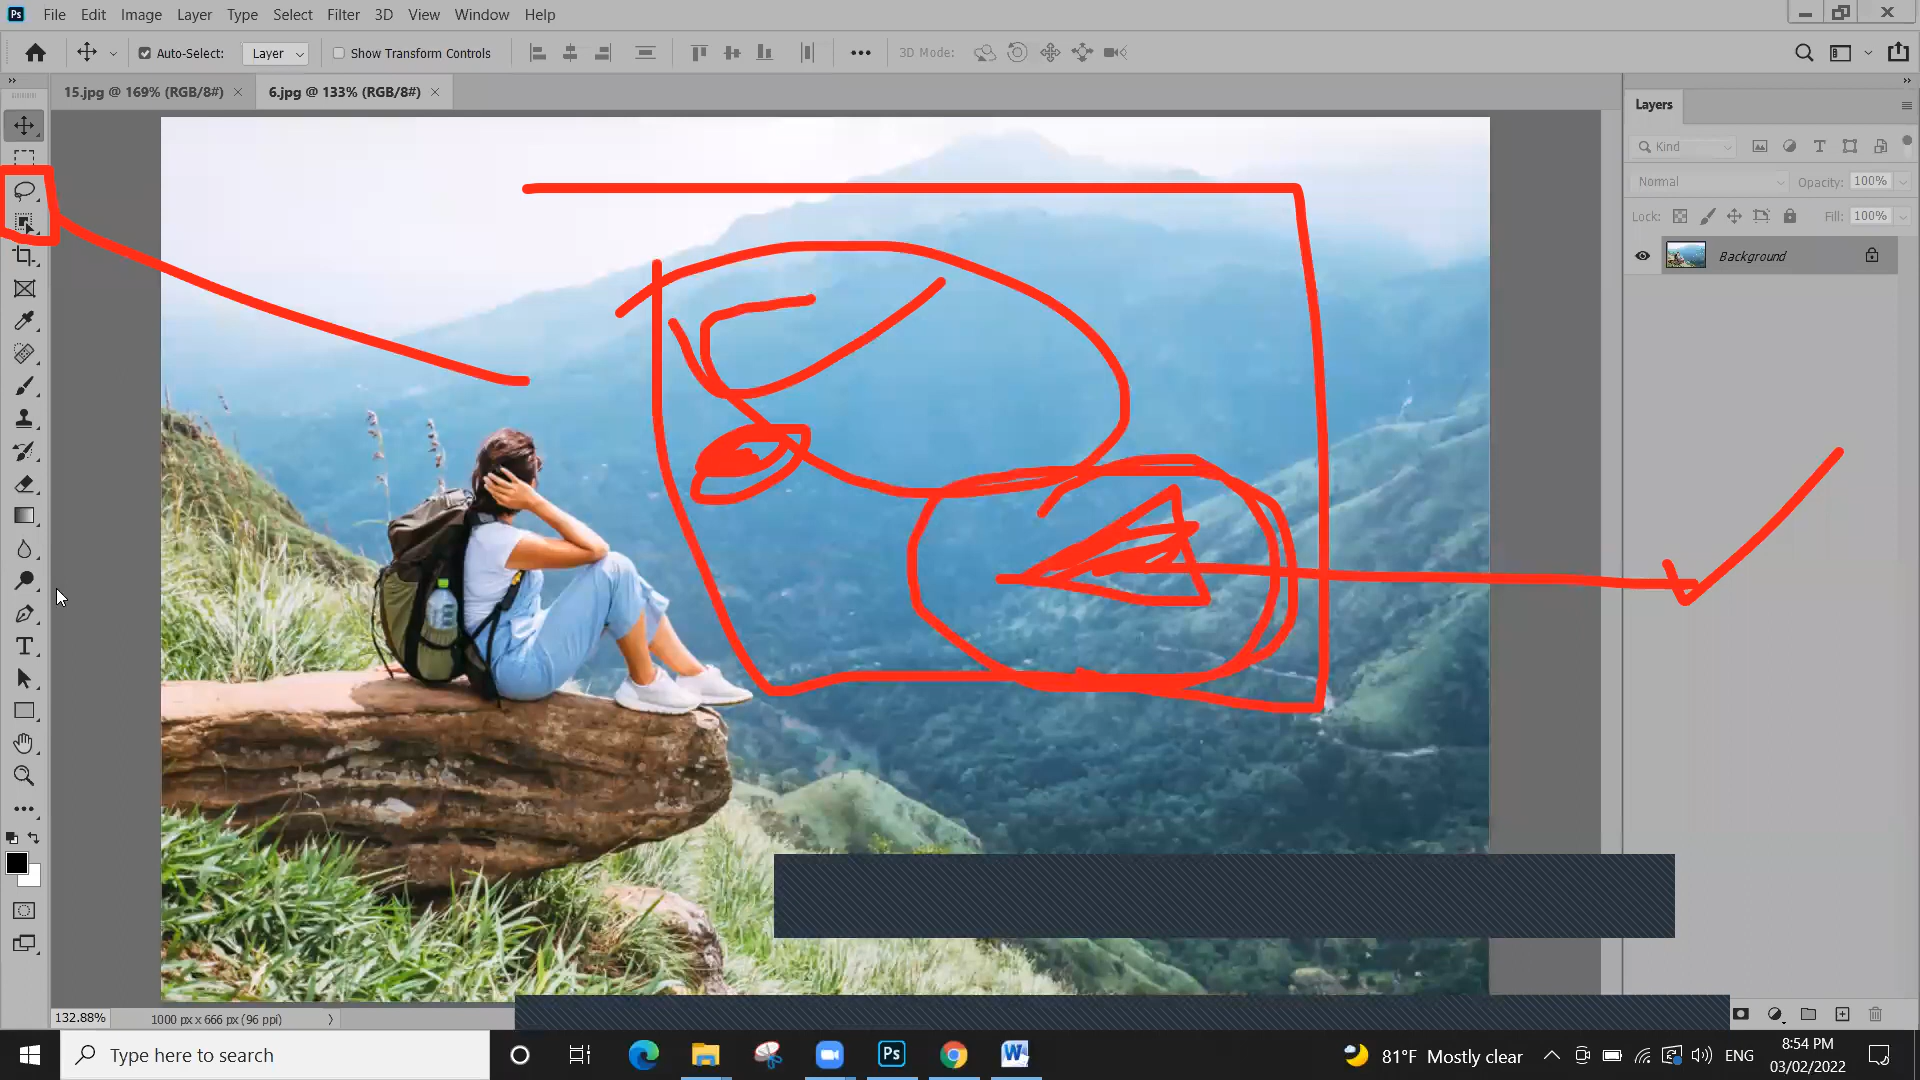 Ps File Edit Image Layer Type Select Filter 3D View Window Help
Auto-Select: Layer Show Transform Controls 3D Mode:
15.jpg @ 169% (RGB/8#) 6.jpg @ 133% (RGB/8#)
Layers
Kind
Normal Opacity: 100%
Lock: Fill: 100%
Background
132.88% 1000 px x 666 px (96 ppi)
Type here to search
Ps
W
81°F Mostly clear
ENG
8:54 PM
03/02/2022